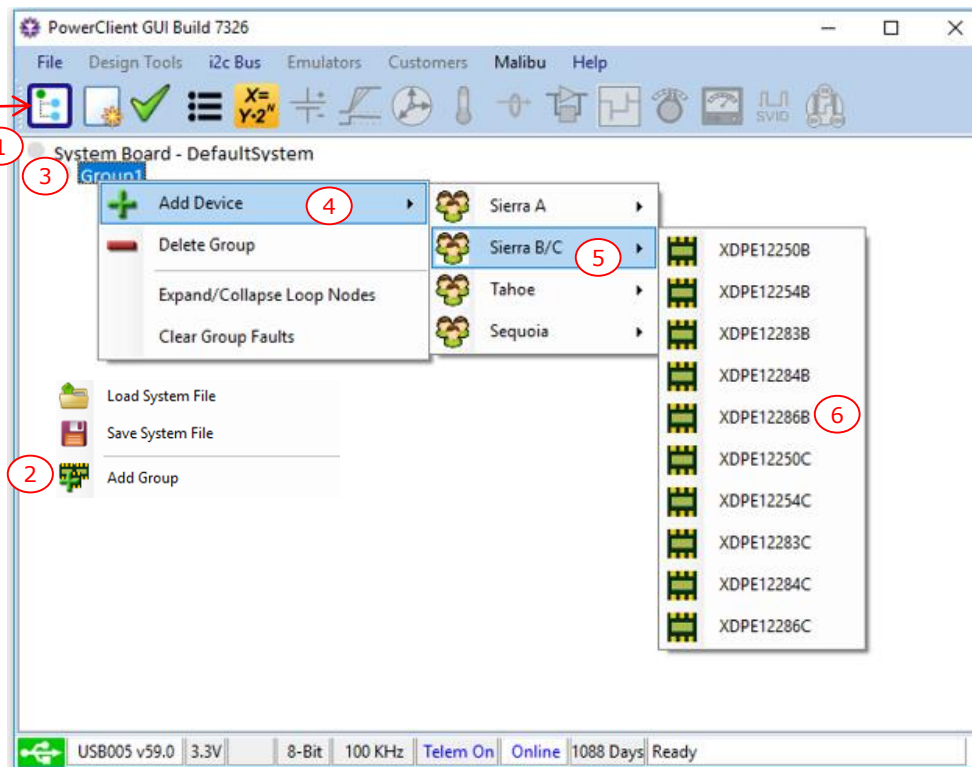 PowerClient GUI Build 7326
File Design Tools i2c Bus Emulators Customers Malibu Help
X=
Y·2ᴺ
SVID
1
System Board - DefaultSystem
3 Group1
Add Device 4
Delete Group
Expand/Collapse Loop Nodes
Clear Group Faults
Sierra A
Sierra B/C 5
Tahoe
Sequoia
XDPE12250B
XDPE12254B
XDPE12283B
XDPE12284B
XDPE12286B 6
XDPE12250C
XDPE12254C
XDPE12283C
XDPE12284C
XDPE12286C
Load System File
Save System File
2 Add Group
USB005 v59.0 3.3V 8-Bit 100 KHz Telem On Online 1088 Days Ready